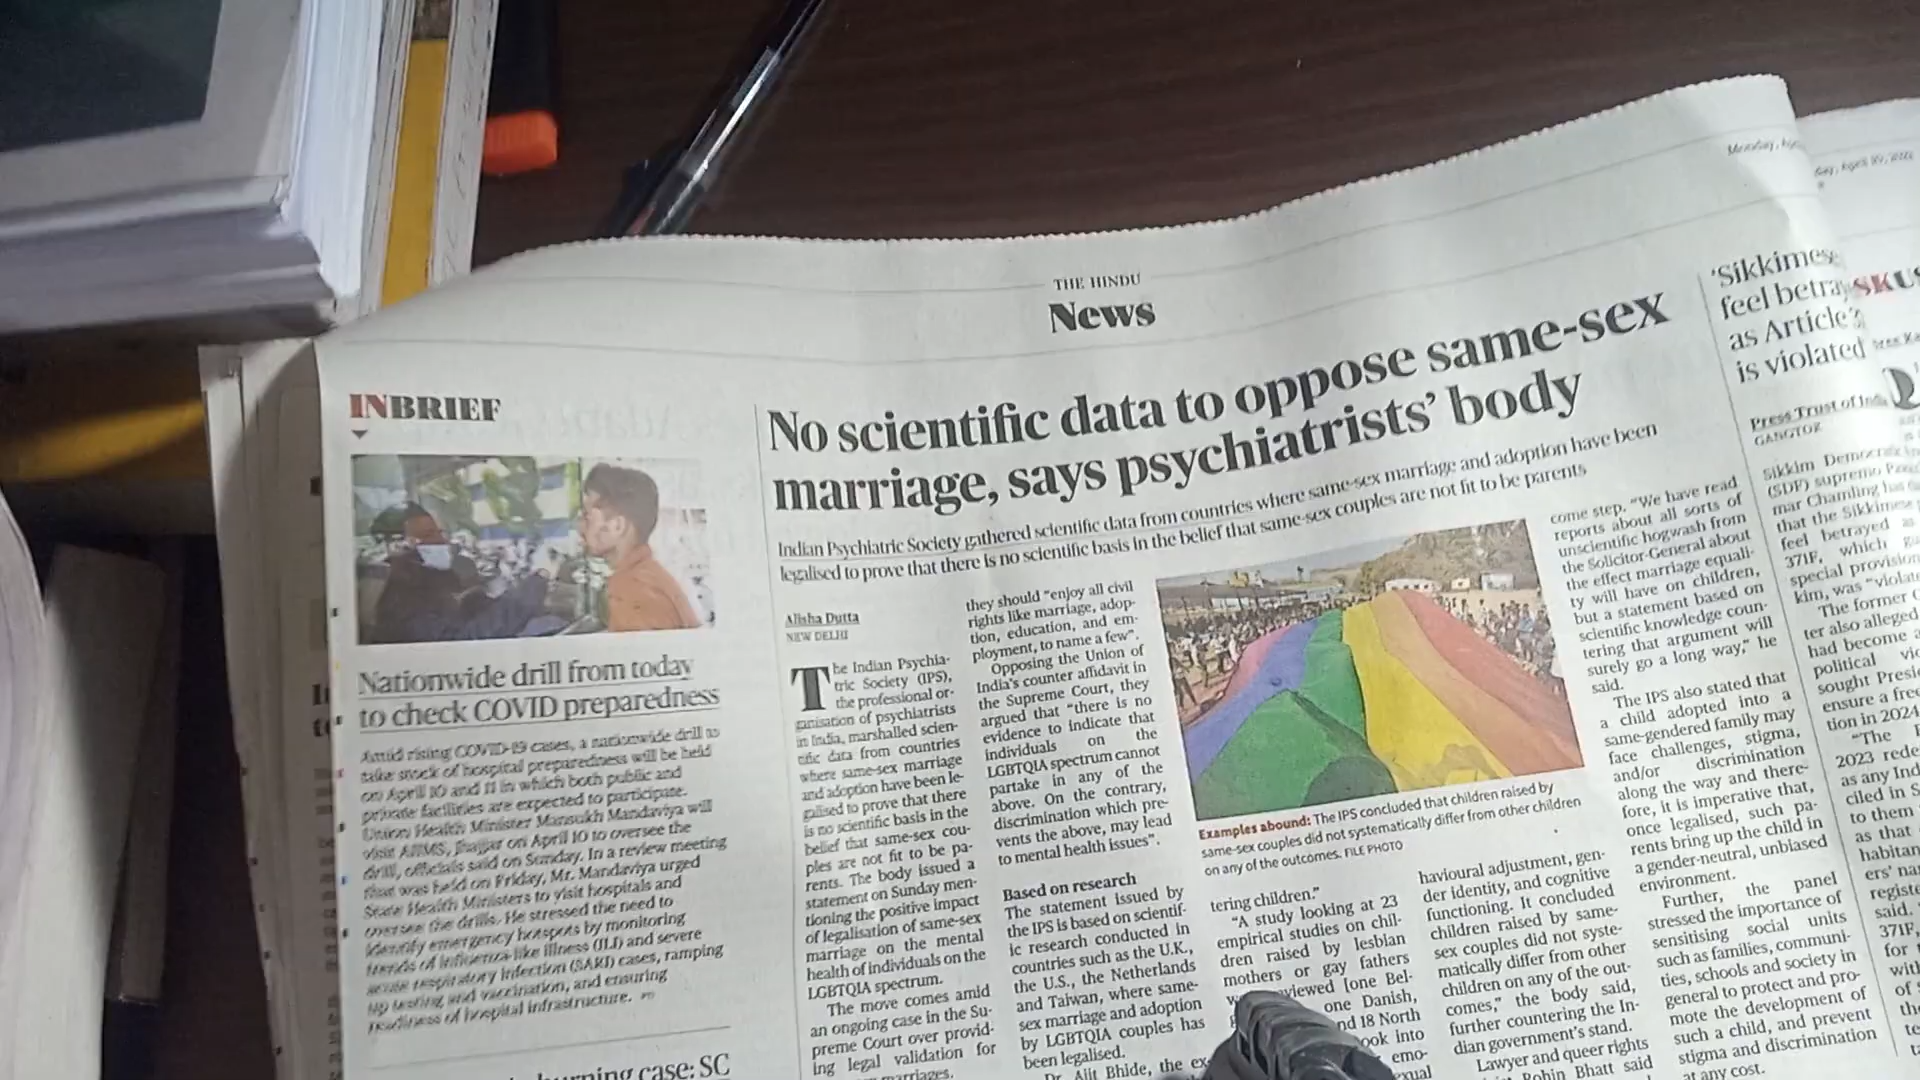 THE HINDU
News
INBRIEF
Nationwide drill from today
to check COVID preparedness
Amid rising COVID-19 cases, a nationwide drill to
take stock of hospital preparedness will be held
on April 10 and 11 in which both public and
private facilities are expected to participate.
Union Health Minister Mansukh Mandaviya will
visit AIIMS, Jhajjar on April 10 to oversee the
drill, officials said on Sunday. In a review meeting
that was held on Friday, Mr. Mandaviya urged
State Health Ministers to visit hospitals and
oversee the drills. He stressed the need to
identify emergency hotspots by monitoring
trends of influenza-like illness (ILI) and severe
acute respiratory infection (SARI) cases, ramping
up testing and vaccination, and ensuring
readiness of hospital infrastructure.
burning case: SC
No scientific data to oppose same-sex
marriage, says psychiatrists' body
Indian Psychiatric Society gathered scientific data from countries where same-sex marriage and adoption have been
legalised to prove that there is no scientific basis in the belief that same-sex couples are not fit to be parents
Alisha Dutta
NEW DELHI
The Indian Psychia-
tric Society (IPS),
the professional or-
ganisation of psychiatrists
in India, marshalled scien-
tific data from countries
where same-sex marriage
and adoption have been le-
galised to prove that there
is no scientific basis in the
belief that same-sex cou-
ples are not fit to be pa-
rents. The body issued a
statement on Sunday men-
tioning the positive impact
of legalisation of same-sex
marriage on the mental
health of individuals on the
LGBTQIA spectrum.
The move comes amid
an ongoing case in the Su-
preme Court over provid-
ing legal validation for
marriages.
they should "enjoy all civil
rights like marriage, adop-
tion, education, and em-
ployment, to name a few".
Opposing the Union of
India's counter affidavit in
the Supreme Court, they
argued that "there is no
evidence to indicate that
individuals on the
LGBTQIA spectrum cannot
partake in any of the
above. On the contrary,
discrimination which pre-
vents the above, may lead
to mental health issues".
Based on research
The statement issued by
the IPS is based on scientif-
ic research conducted in
countries such as the U.K.,
the U.S., the Netherlands
and Taiwan, where same-
sex marriage and adoption
by LGBTQIA couples has
been legalised.
Dr. Ajit Bhide, the ex-
Examples abound: The IPS concluded that children raised by
same-sex couples did not systematically differ from other children
on any of the outcomes. FILE PHOTO
tering children."
"A study looking at 23
empirical studies on chil-
dren raised by lesbian
mothers or gay fathers
viewed [one Bel-
one Danish,
nd 18 North
ook into
emo-
exual
havioural adjustment, gen-
der identity, and cognitive
functioning. It concluded
children raised by same-
sex couples did not syste-
matically differ from other
children on any of the out-
comes," the body said,
further countering the In-
dian government's stand.
Lawyer and queer rights
Rohin Bhatt said
come step. "We have read
reports about all sorts of
unscientific hogwash from
the Solicitor-General about
the effect marriage equali-
ty will have on children,
but a statement based on
scientific knowledge coun-
tering that argument will
surely go a long way," he
said.
The IPS also stated that
a child adopted into a
same-gendered family may
face challenges, stigma,
and/or discrimination
along the way and there-
fore, it is imperative that,
once legalised, such pa-
rents bring up the child in
a gender-neutral, unbiased
environment.
Further, the panel
stressed the importance of
sensitising social units
such as families, communi-
ties, schools and society in
general to protect and pro-
mote the development of
such a child, and prevent
stigma and discrimination
at any cost.
Monday,
'Sikkimese
feel betra
as Article
is violated
Press Trust of
GANGTOK
Sikkim Democratic
(SDF) supremo
mar Chamling has
that the Sikkimese
feel betrayed as
371F, which
special provision
kim, was "violate
The former
ter also alleged
had become a
political
sought Presi
ensure a free
tion in 2024
"The
2023 rede
as any Ind
ciled in S
to them
as that
habitan
ers' na
registe
said.
371F,
for
with
of
the